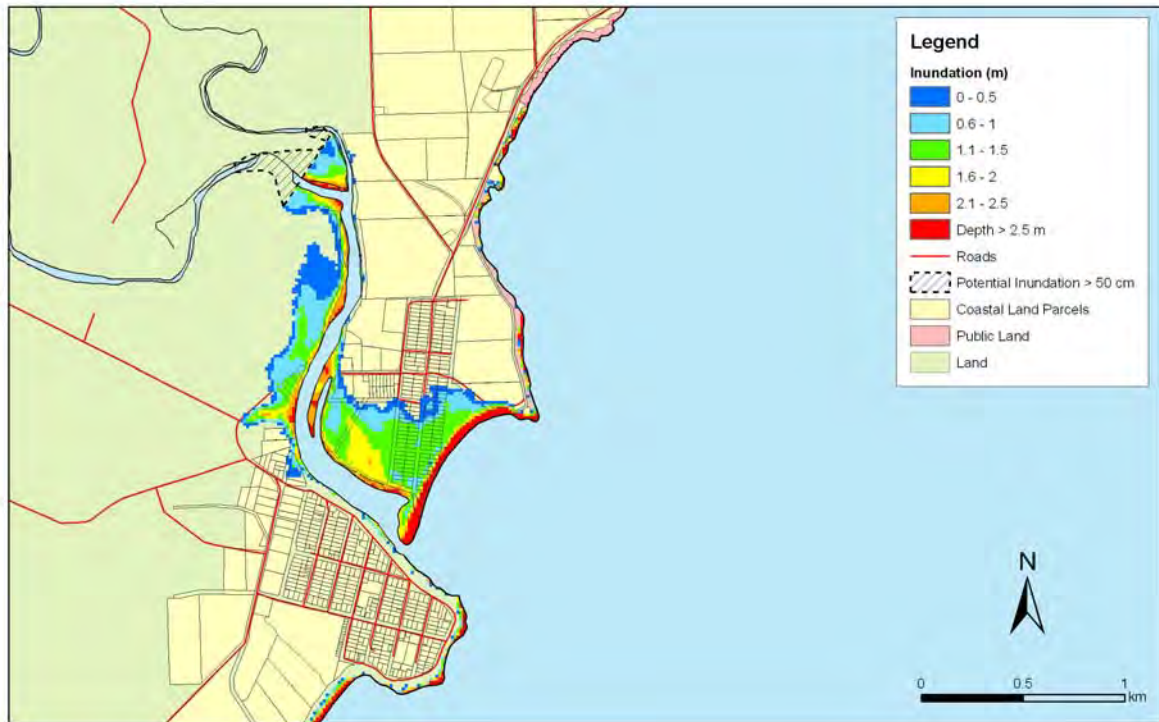 Legend
Inundation (m)
0 - 0.5
0.6 - 1
1.1 - 1.5
1.6 - 2
2.1 - 2.5
Depth > 2.5 m
Roads
Potential Inundation > 50 cm
Coastal Land Parcels
Public Land
Land
N
0 0.5 1
km